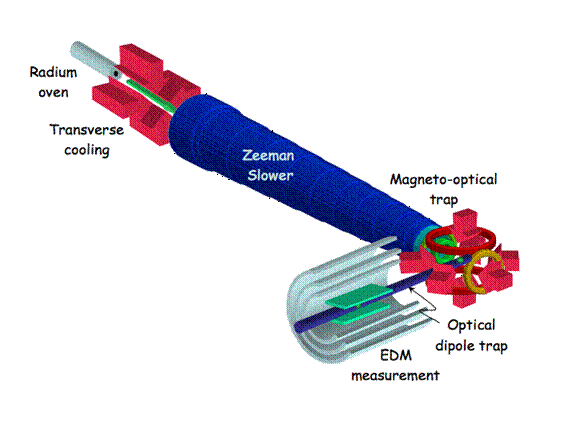 Radium
oven
Transverse
cooling
Zeeman
Slower
Magneto-optical
trap
Optical
dipole trap
EDM
measurement